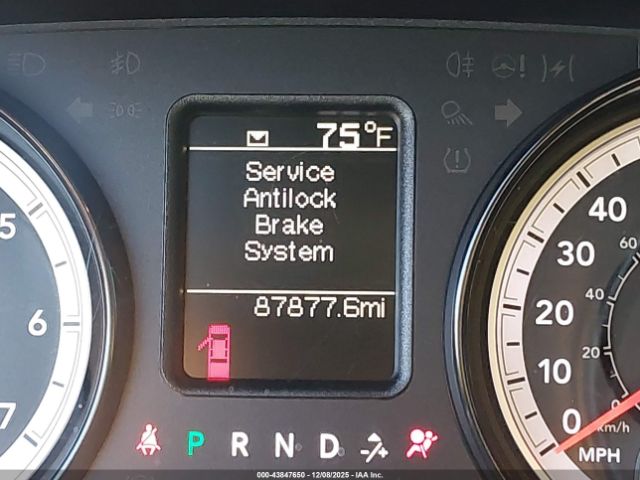 75°F
Service
Antilock
Brake
System
87877.6mi
5
6
7
40
30
20
10
0
60
40
20
0
km/h
MPH
P R N D
000-43847650 | 12/08/2025 - IAA Inc.